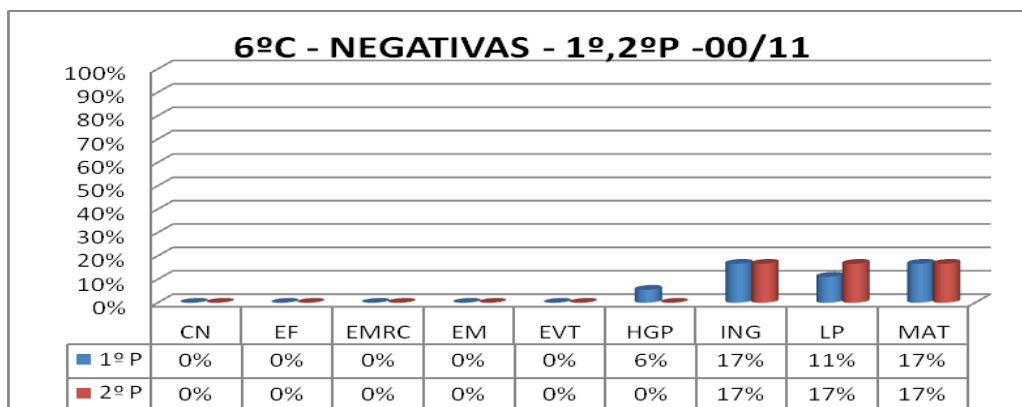 6ºC - NEGATIVAS - 1º,2ºP -00/11
100%
90%
80%
70%
60%
50%
40%
30%
20%
10%
0%
CN EF EMRC EM EVT HGP ING LP MAT
1º P 0% 0% 0% 0% 0% 6% 17% 11% 17%
2º P 0% 0% 0% 0% 0% 0% 17% 17% 17%